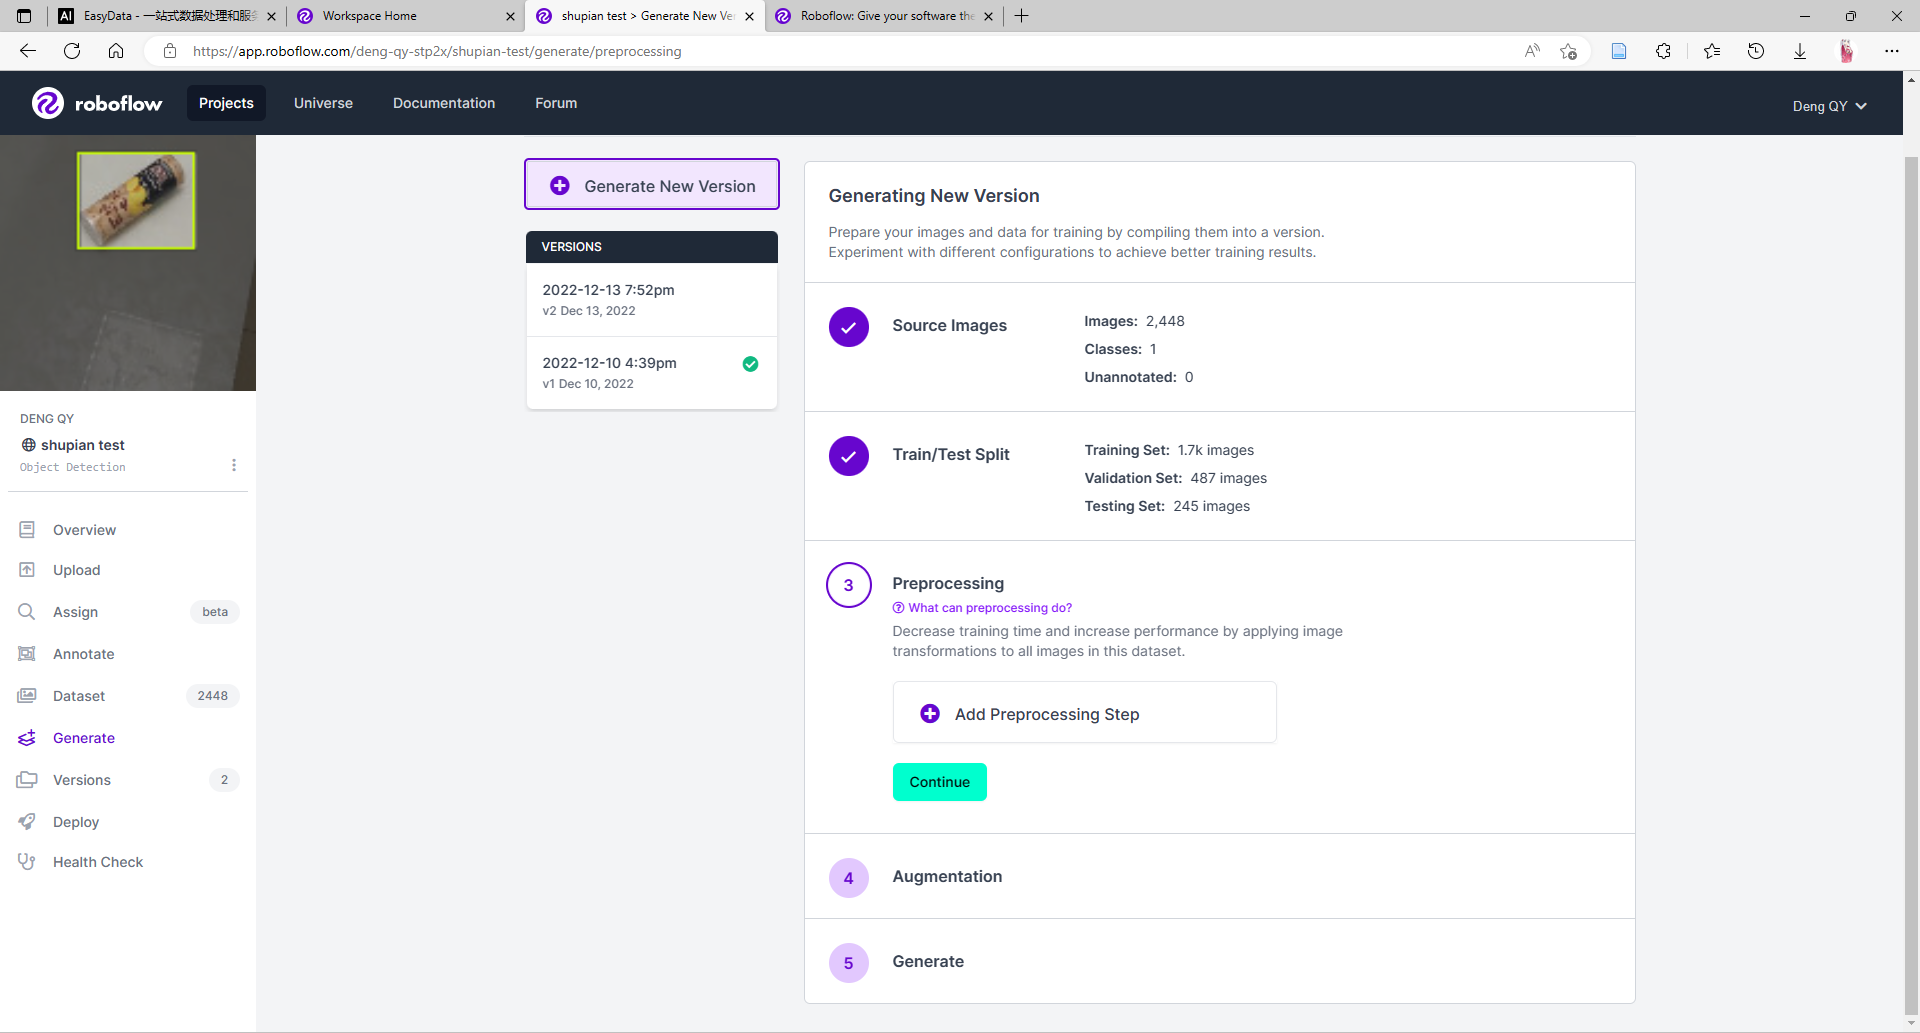 EasyData - 一站式数据处理和服务
Workspace Home
shupian test > Generate New Ve
Roboflow: Give your software the
https://app.roboflow.com/deng-qy-stp2x/shupian-test/generate/preprocessing
roboflow
Projects
Universe
Documentation
Forum
Deng QY
DENG QY
shupian test
Object Detection
Overview
Upload
Assign
beta
Annotate
Dataset
2448
Generate
Versions
2
Deploy
Health Check
Generate New Version
VERSIONS
2022-12-13 7:52pm
v2 Dec 13, 2022
2022-12-10 4:39pm
v1 Dec 10, 2022
Generating New Version
Prepare your images and data for training by compiling them into a version.
Experiment with different configurations to achieve better training results.
Source Images
Images: 2,448
Classes: 1
Unannotated: 0
Train/Test Split
Training Set: 1.7k images
Validation Set: 487 images
Testing Set: 245 images
3
Preprocessing
What can preprocessing do?
Decrease training time and increase performance by applying image
transformations to all images in this dataset.
Add Preprocessing Step
Continue
4
Augmentation
5
Generate